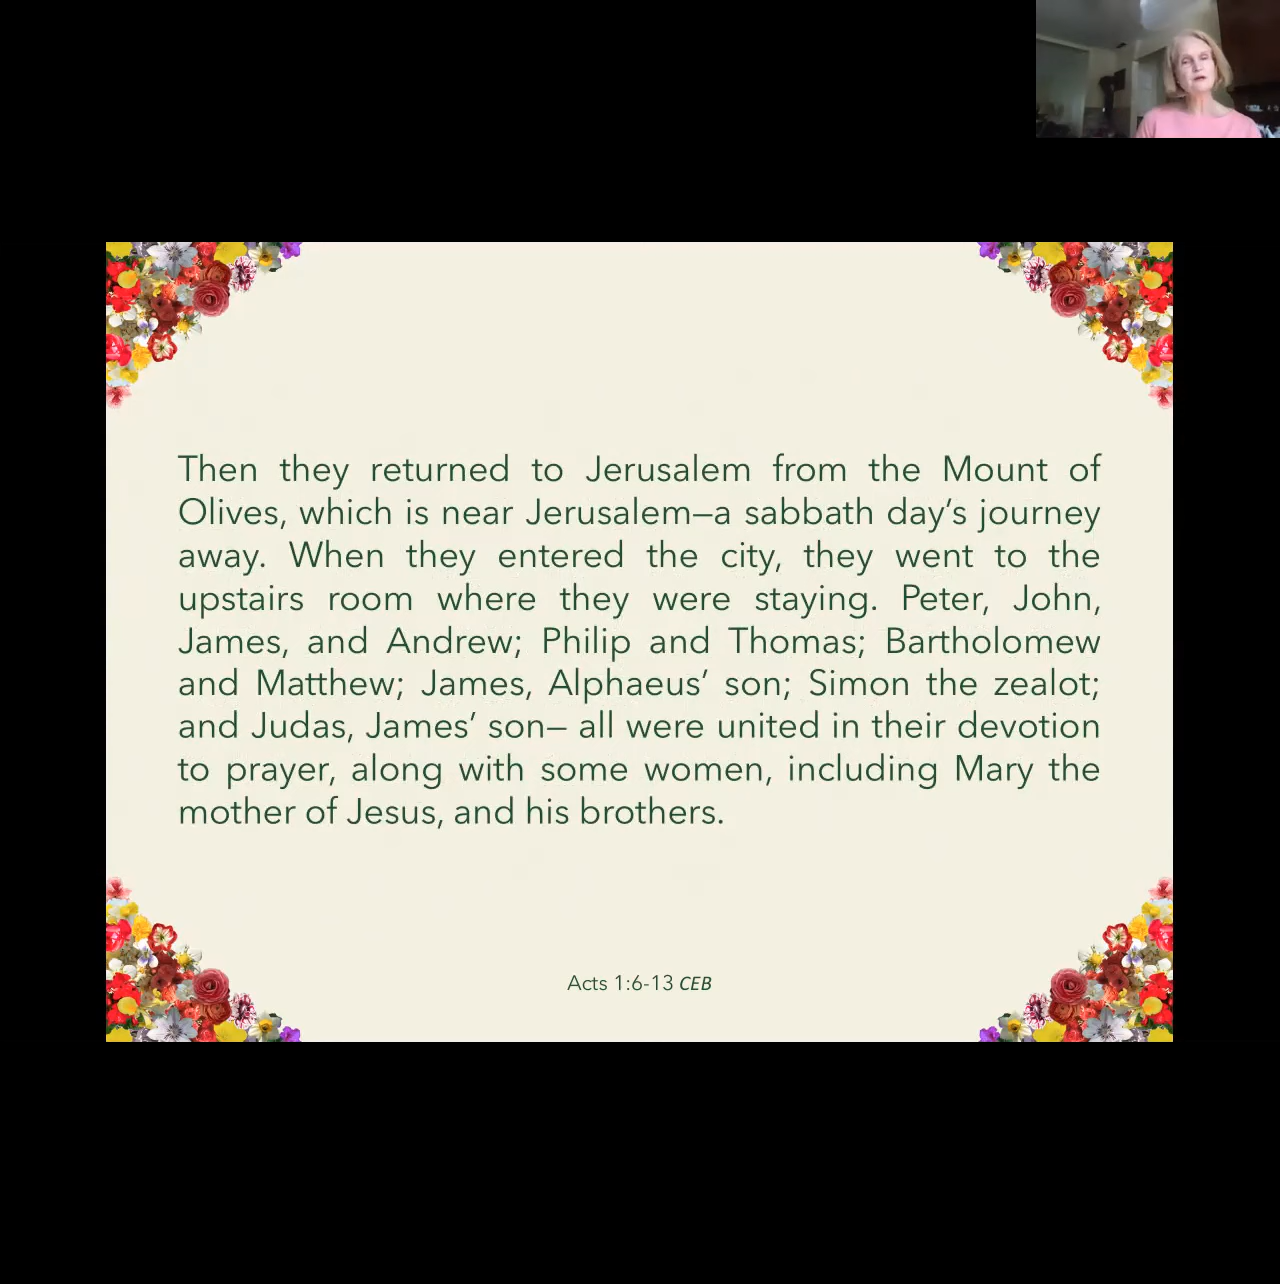 Then they returned to Jerusalem from the Mount of
Olives, which is near Jerusalem—a sabbath day’s journey
away. When they entered the city, they went to the
upstairs room where they were staying. Peter, John,
James, and Andrew; Philip and Thomas; Bartholomew
and Matthew; James, Alphaeus’ son; Simon the zealot;
and Judas, James’ son— all were united in their devotion
to prayer, along with some women, including Mary the
mother of Jesus, and his brothers.
Acts 1:6-13 CEB